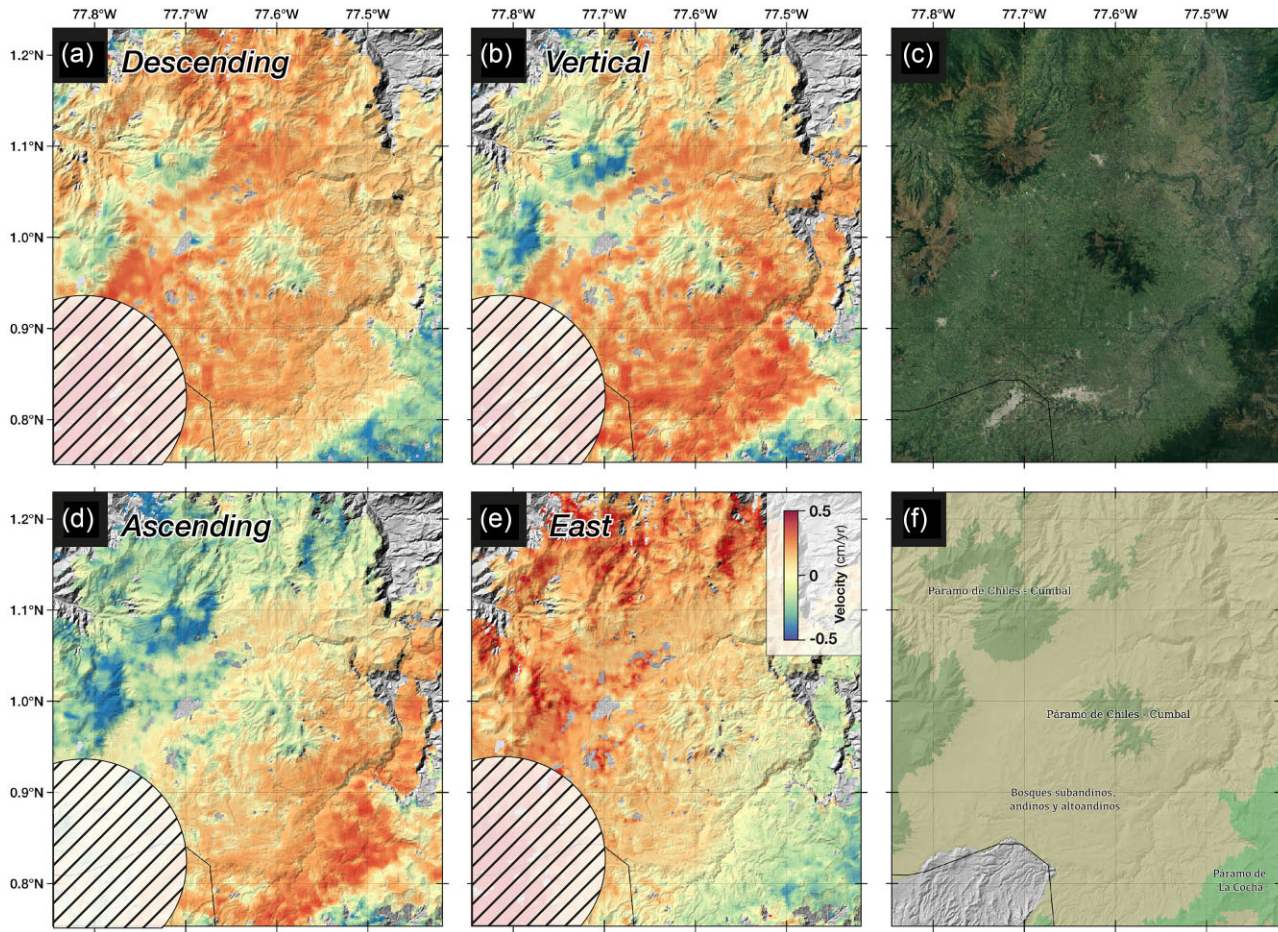 77.8°W 77.7°W 77.6°W 77.5°W
77.8°W 77.7°W 77.6°W 77.5°W
77.8°W 77.7°W 77.6°W 77.5°W
(a) Descending
(b) Vertical
(c)
1.2°N
1.1°N
1.0°N
0.9°N
0.8°N
(d) Ascending
(e) East
0.5
0
-0.5
Velocity (cm/yr)
(f)
Páramo de Chiles - Cumbal
Páramo de Chiles - Cumbal
Bosques subandinos,
andinos y altoandinos
Páramo de
La Cocha
1.2°N
1.1°N
1.0°N
0.9°N
0.8°N